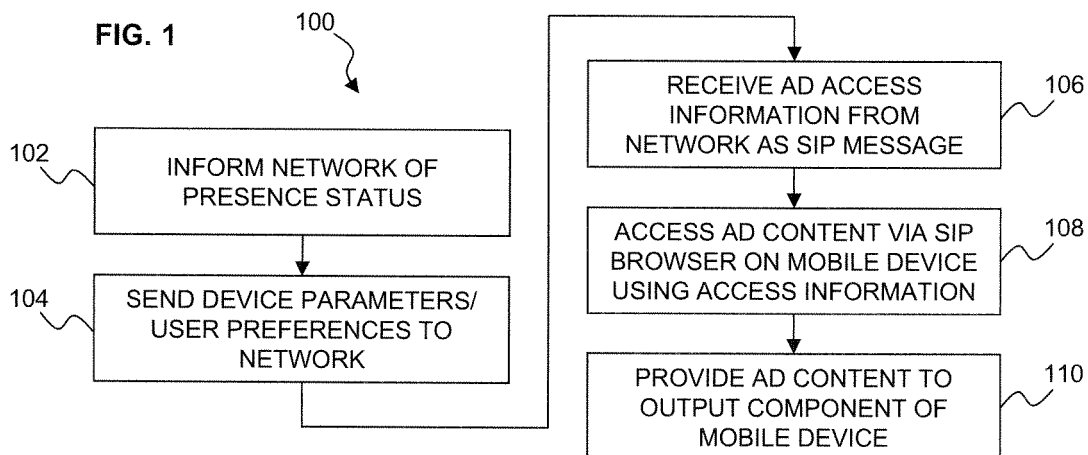 FIG. 1
100
102
INFORM NETWORK OF
PRESENCE STATUS
104
SEND DEVICE PARAMETERS/
USER PREFERENCES TO
NETWORK
RECEIVE AD ACCESS
INFORMATION FROM
NETWORK AS SIP MESSAGE
106
ACCESS AD CONTENT VIA SIP
BROWSER ON MOBILE DEVICE
USING ACCESS INFORMATION
108
PROVIDE AD CONTENT TO
OUTPUT COMPONENT OF
MOBILE DEVICE
110